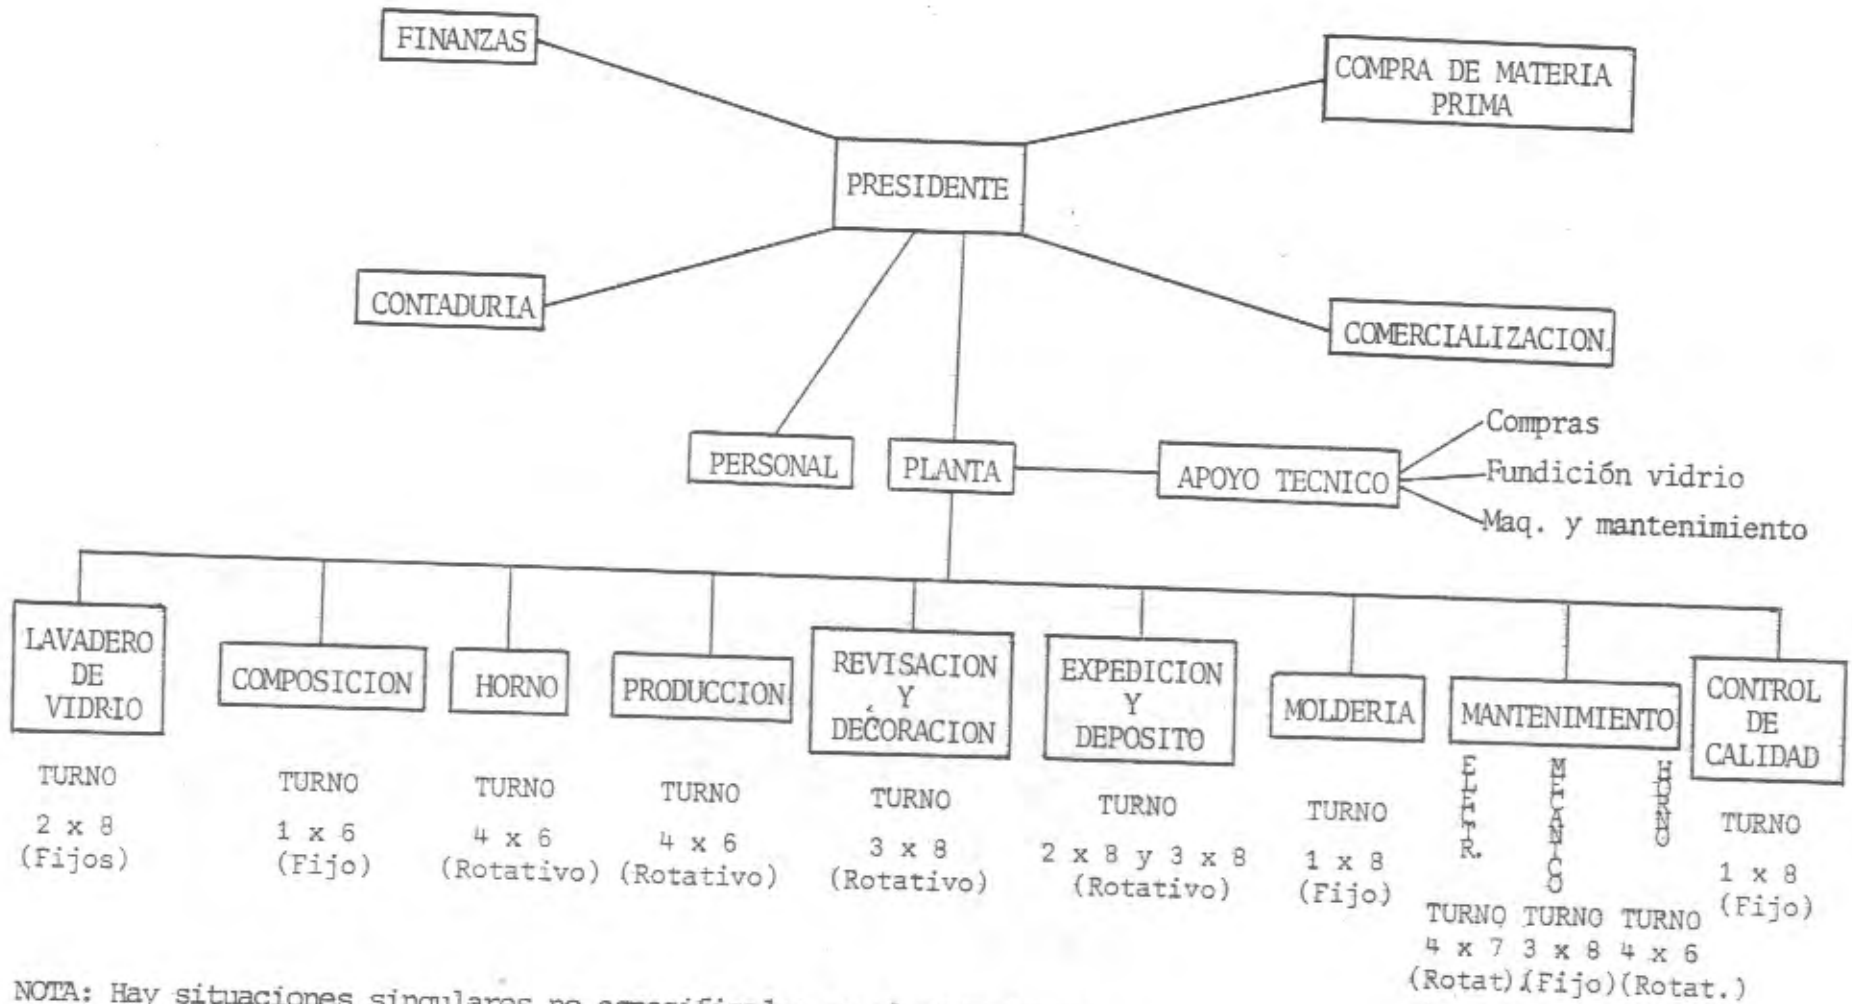 FINANZAS
COMPRA DE MATERIA
PRIMA
PRESIDENTE
CONTADURIA
COMERCIALIZACION
PERSONAL
PLANTA
APOYO TECNICO
Compras
Fundición vidrio
Maq. y mantenimiento
LAVADERO
DE
VIDRIO
TURNO
2 x 8
(Fijos)
COMPOSICION
TURNO
1 x 6
(Fijo)
HORNO
TURNO
4 x 6
(Rotativo)
PRODUCCION
TURNO
4 x 6
(Rotativo)
REVISACION
Y
DECORACION
TURNO
3 x 8
(Rotativo)
EXPEDICION
Y
DEPOSITO
TURNO
2 x 8 y 3 x 8
(Rotativo)
MOLDERIA
TURNO
1 x 8
(Fijo)
MANTENIMIENTO
ELECTR.
TURNO
4 x 7
(Rotat)
MECANICO
TURNO
3 x 8
(Fijo)
HORNO
TURNO
4 x 6
(Rotat.)
CONTROL
DE
CALIDAD
TURNO
1 x 8
(Fijo)
NOTA: Hay situaciones singulares no